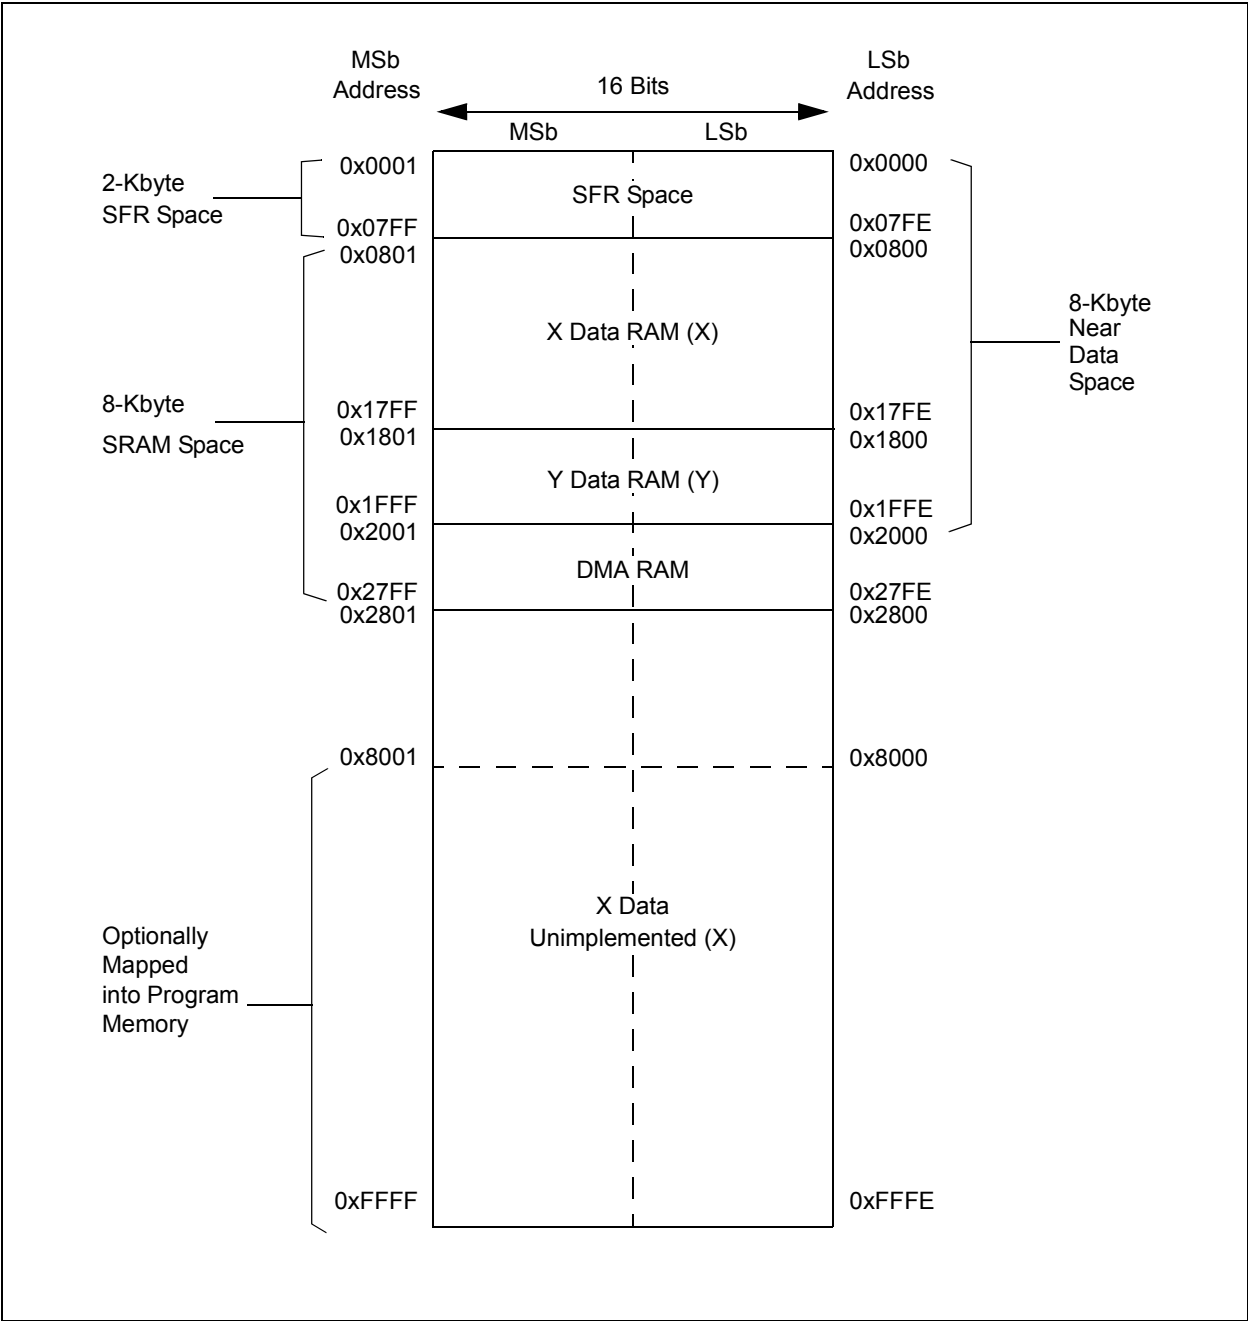 MSb
Address
LSb
Address
16 Bits
MSb
LSb
2-Kbyte
SFR Space
0x0001
0x07FF
0x0801
SFR Space
0x0000
0x07FE
0x0800
X Data RAM (X)
8-Kbyte
Near
Data
Space
8-Kbyte
SRAM Space
0x17FF
0x1801
0x17FE
0x1800
Y Data RAM (Y)
0x1FFF
0x2001
0x1FFE
0x2000
DMA RAM
0x27FF
0x2801
0x27FE
0x2800
0x8001
0x8000
X Data
Unimplemented (X)
Optionally
Mapped
into Program
Memory
0xFFFF
0xFFFE